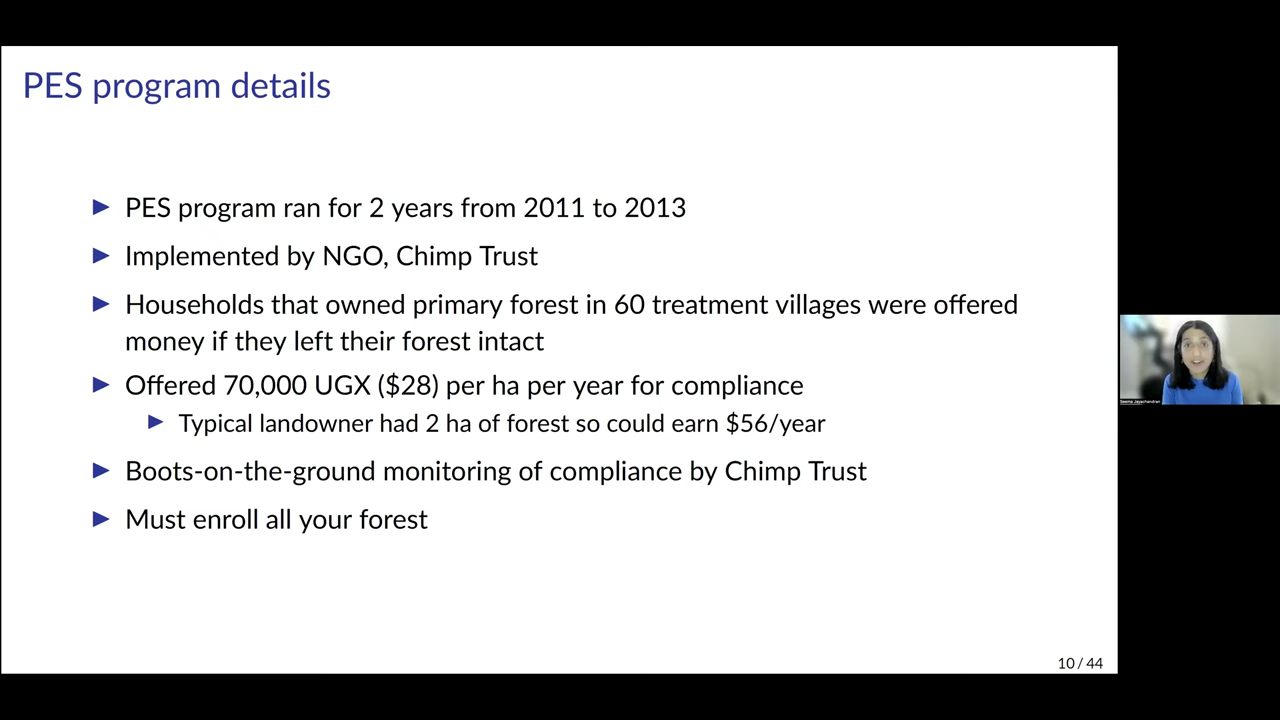 PES program details
▶ PES program ran for 2 years from 2011 to 2013
▶ Implemented by NGO, Chimp Trust
▶ Households that owned primary forest in 60 treatment villages were offered
money if they left their forest intact
▶ Offered 70,000 UGX ($28) per ha per year for compliance
▶ Typical landowner had 2 ha of forest so could earn $56/year
▶ Boots-on-the-ground monitoring of compliance by Chimp Trust
▶ Must enroll all your forest
Seema Jayachandran
10 / 44